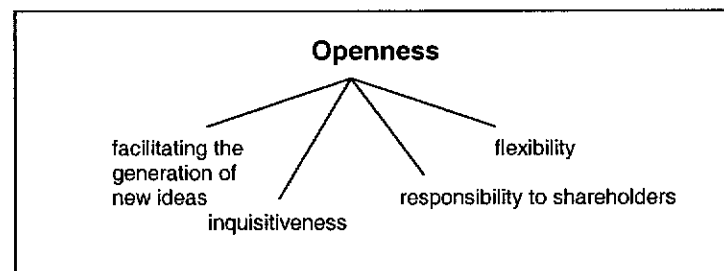 Openness
facilitating the
generation of
new ideas
inquisitiveness
responsibility to shareholders
flexibility